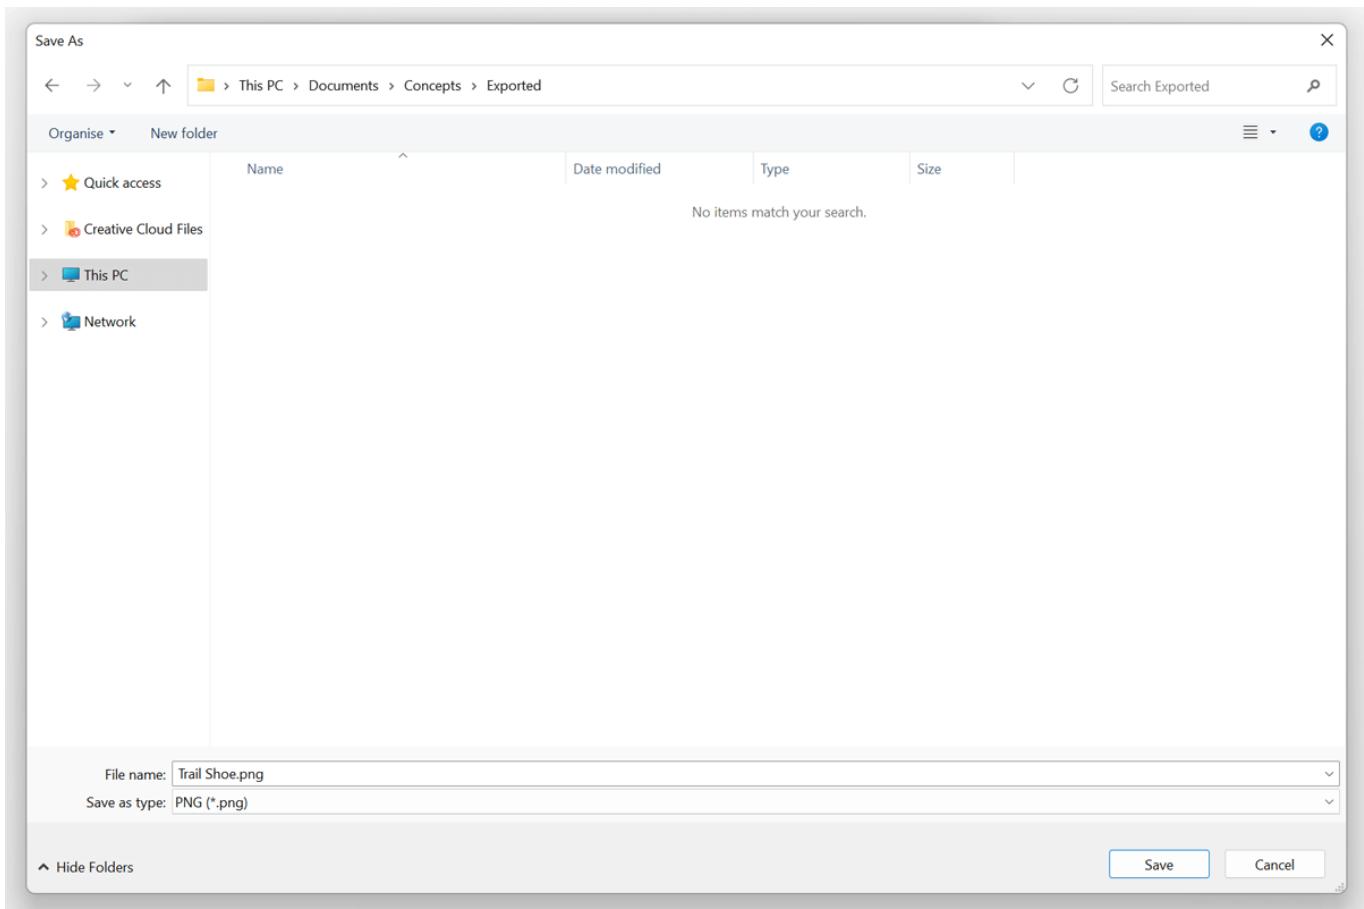 Save As
This PC > Documents > Concepts > Exported
Search Exported
Organise New folder
Name Date modified Type Size
Quick access
No items match your search.
Creative Cloud Files
This PC
Network
File name: Trail Shoe.png
Save as type: PNG (*.png)
Hide Folders
Save Cancel